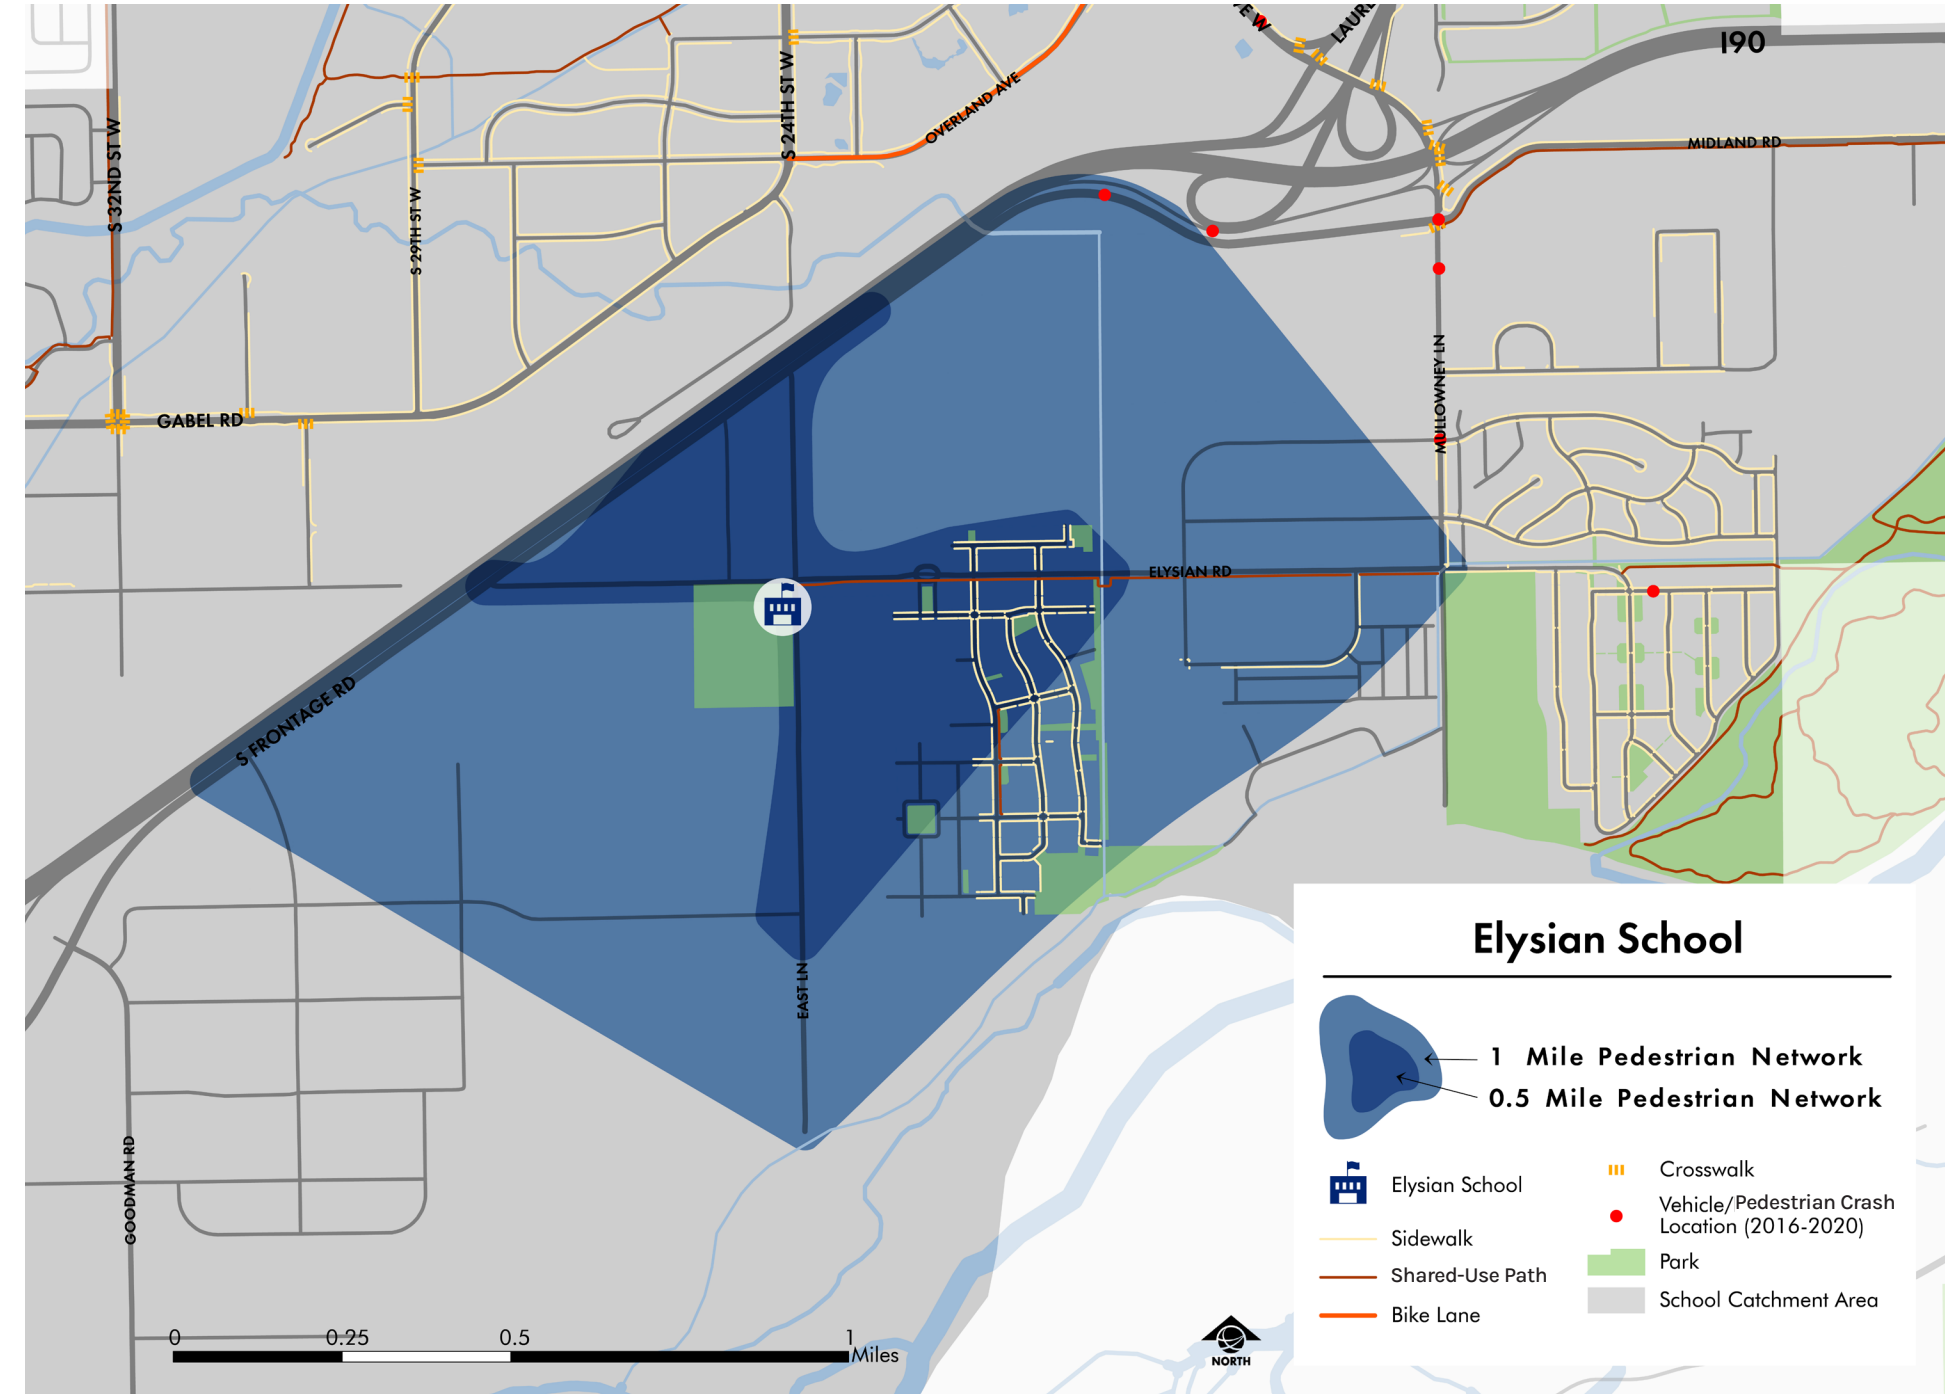 I90
LAURE
E W
S 24TH ST W
OVERLAND AVE
S 32ND ST W
MIDLAND RD
S 29TH ST W
GABEL RD
MULLOWNEY LN
ELYSIAN RD
S FRONTAGE RD
EAST LN
GOODMAN RD
Elysian School
1 Mile Pedestrian Network
0.5 Mile Pedestrian Network
Elysian School
Sidewalk
Shared-Use Path
Bike Lane
Crosswalk
Vehicle/Pedestrian Crash
Location (2016-2020)
Park
School Catchment Area
0 0.25 0.5 1
Miles
NORTH